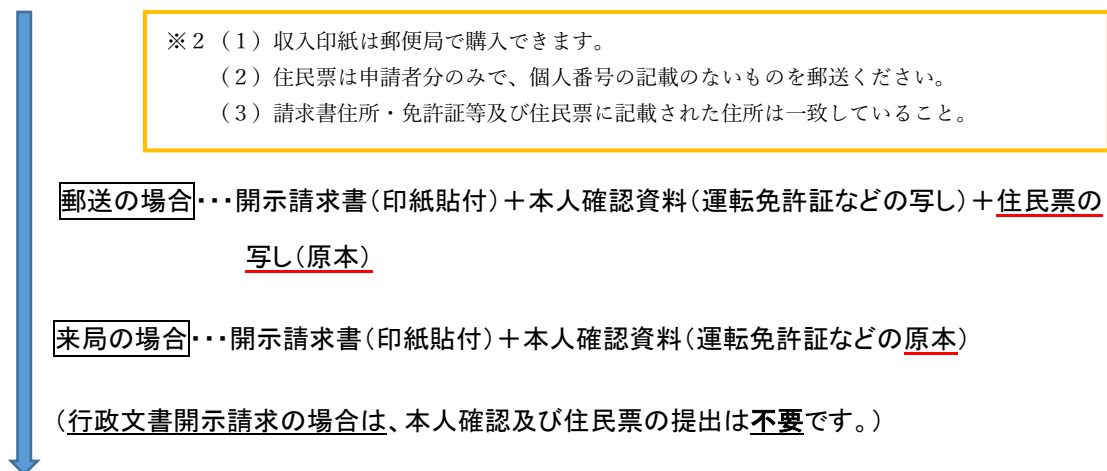 ※２（１）収入印紙は郵便局で購入できます。
（２）住民票は申請者分のみで、個人番号の記載のないものを郵送ください。
（３）請求書住所・免許証等及び住民票に記載された住所は一致していること。
郵送の場合・・・開示請求書（印紙貼付）＋本人確認資料（運転免許証などの写し）＋住民票の
写し（原本）
来局の場合・・・開示請求書（印紙貼付）＋本人確認資料（運転免許証などの原本）
（行政文書開示請求の場合は、本人確認及び住民票の提出は不要です。）